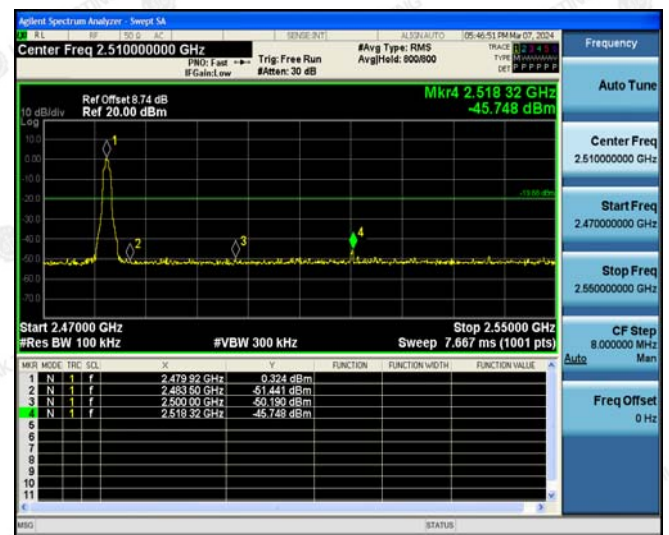 Agilent Spectrum Analyzer - Swept SA
RL RF 50 Ω AC SENSE:INT ALIGN AUTO 05:46:51 PM Mar 07, 2024
Center Freq 2.510000000 GHz
PNO: Fast Trig: Free Run
IFGain:Low #Atten: 30 dB
#Avg Type: RMS
Avg|Hold: 800/800
TRACE 1 2 3 4 5 6
TYPE
DET P P P P P P
Mkr4 2.518 32 GHz
-45.748 dBm
Ref Offset 8.74 dB
10 dB/div Ref 20.00 dBm
Log
10.0
0.00
-10.0
-20.0
-30.0
-40.0
-50.0
-60.0
-70.0
1
2
3
4
Start 2.47000 GHz Stop 2.55000 GHz
#Res BW 100 kHz #VBW 300 kHz Sweep 7.667 ms (1001 pts)
MKR MODE TRC SCL X Y FUNCTION FUNCTION WIDTH FUNCTION VALUE
1 N 1 f 2.479 92 GHz 0.324 dBm
2 N 1 f 2.483 50 GHz -51.441 dBm
3 N 1 f 2.500 00 GHz -50.190 dBm
4 N 1 f 2.518 32 GHz -45.748 dBm
5
6
7
8
9
10
11
MSG STATUS
Frequency
Auto Tune
Center Freq
2.510000000 GHz
Start Freq
2.470000000 GHz
Stop Freq
2.550000000 GHz
CF Step
8.000000 MHz
Auto Man
Freq Offset
0 Hz